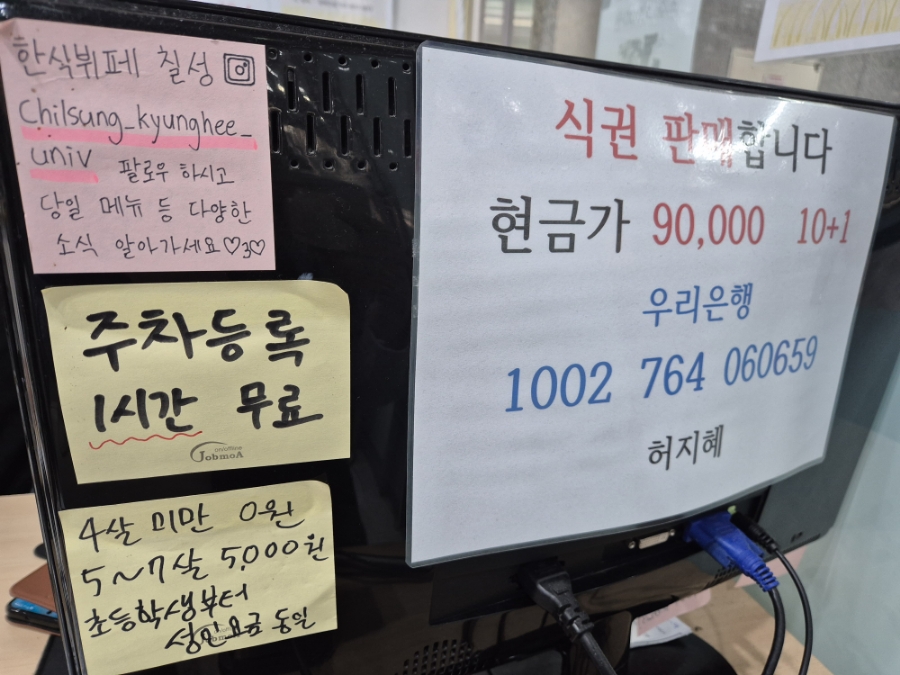 한식뷔페 칠성
Chilsung_kyunghee_
univ 팔로우 하시고
당일 메뉴 등 다양한
소식 알아가세요♡3♡
주차등록
1시간 무료
JobmoA
4살 미만 0원
5~7살 5,000원
초등학생부터
성인요금 동일
식권 판매합니다
현금가 90,000 10+1
우리은행
1002 764 060659
허지혜